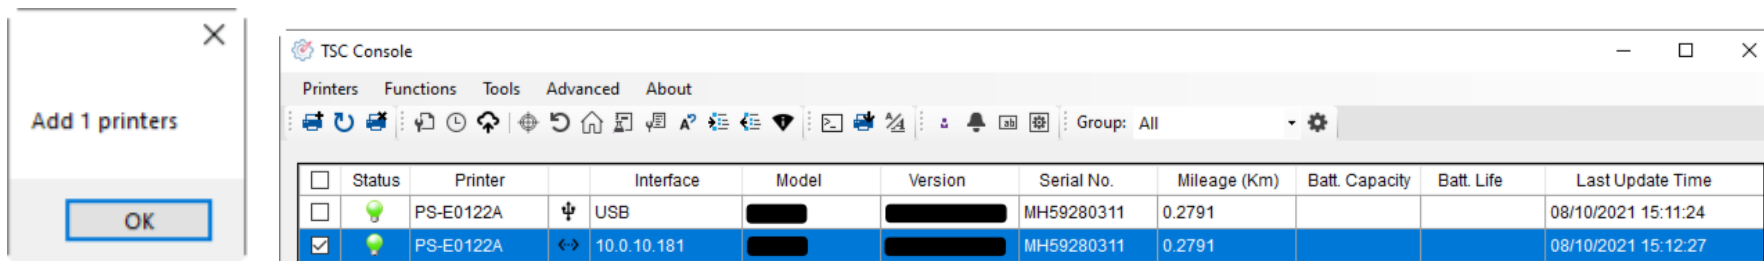 Add 1 printers
OK
TSC Console
Printers Functions Tools Advanced About
Group: All
Status Printer Interface Model Version Serial No. Mileage (Km) Batt. Capacity Batt. Life Last Update Time
PS-E0122A USB MH59280311 0.2791 08/10/2021 15:11:24
PS-E0122A 10.0.10.181 MH59280311 0.2791 08/10/2021 15:12:27